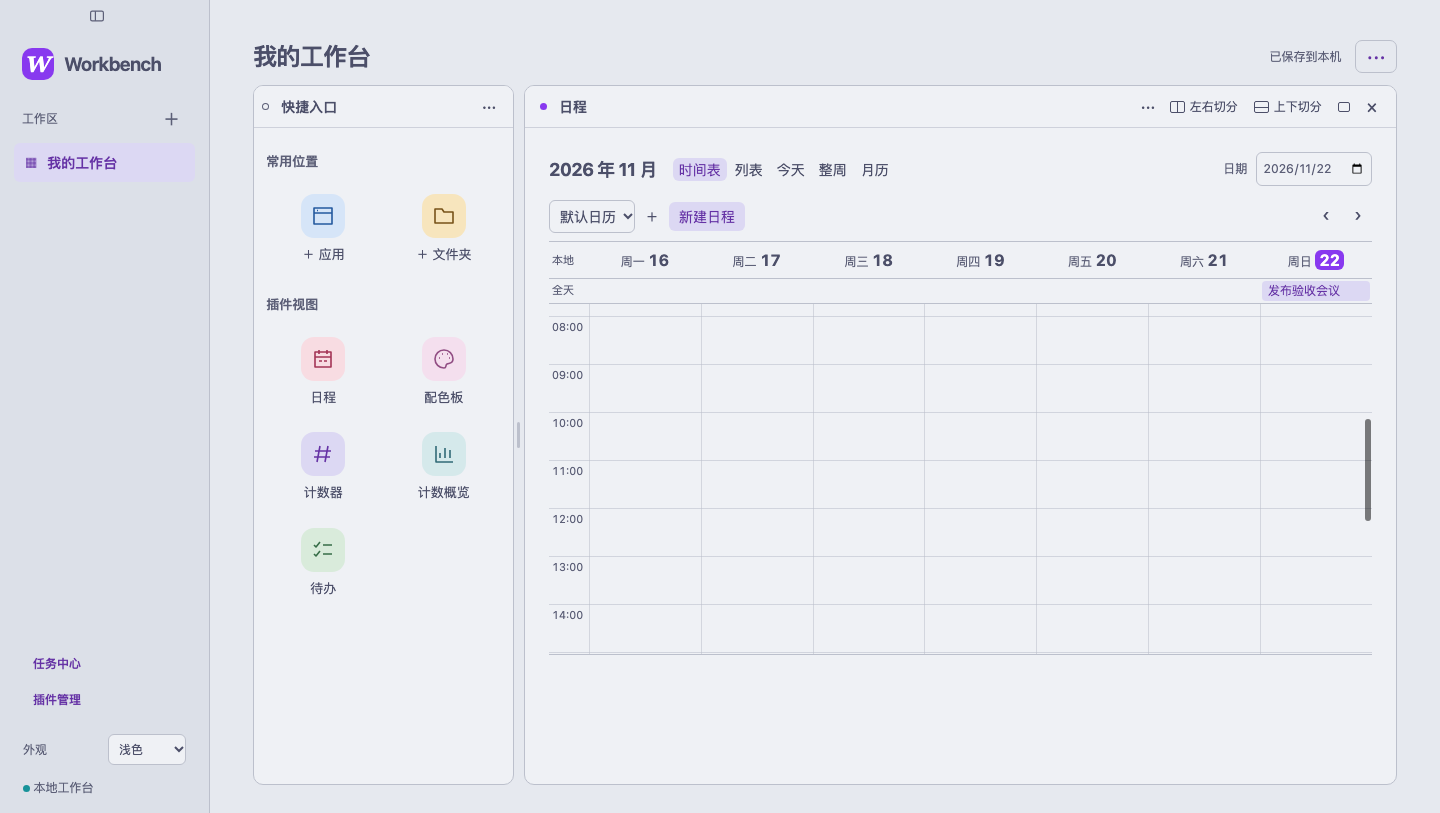 W Workbench
工作区 +
我的工作台
任务中心
插件管理
外观 浅色
本地工作台
我的工作台
已保存到本机 ...
快捷入口 ...
常用位置
+ 应用
+ 文件夹
插件视图
日程
配色板
计数器
计数概览
待办
日程
... 左右切分 上下切分 ×
2026 年 11 月 时间表 列表 今天 整周 月历
日期 2026/11/22
默认日历 + 新建日程 ‹ ›
本地 周一 16 周二 17 周三 18 周四 19 周五 20 周六 21 周日 22
全天 发布验收会议
08:00
09:00
10:00
11:00
12:00
13:00
14:00